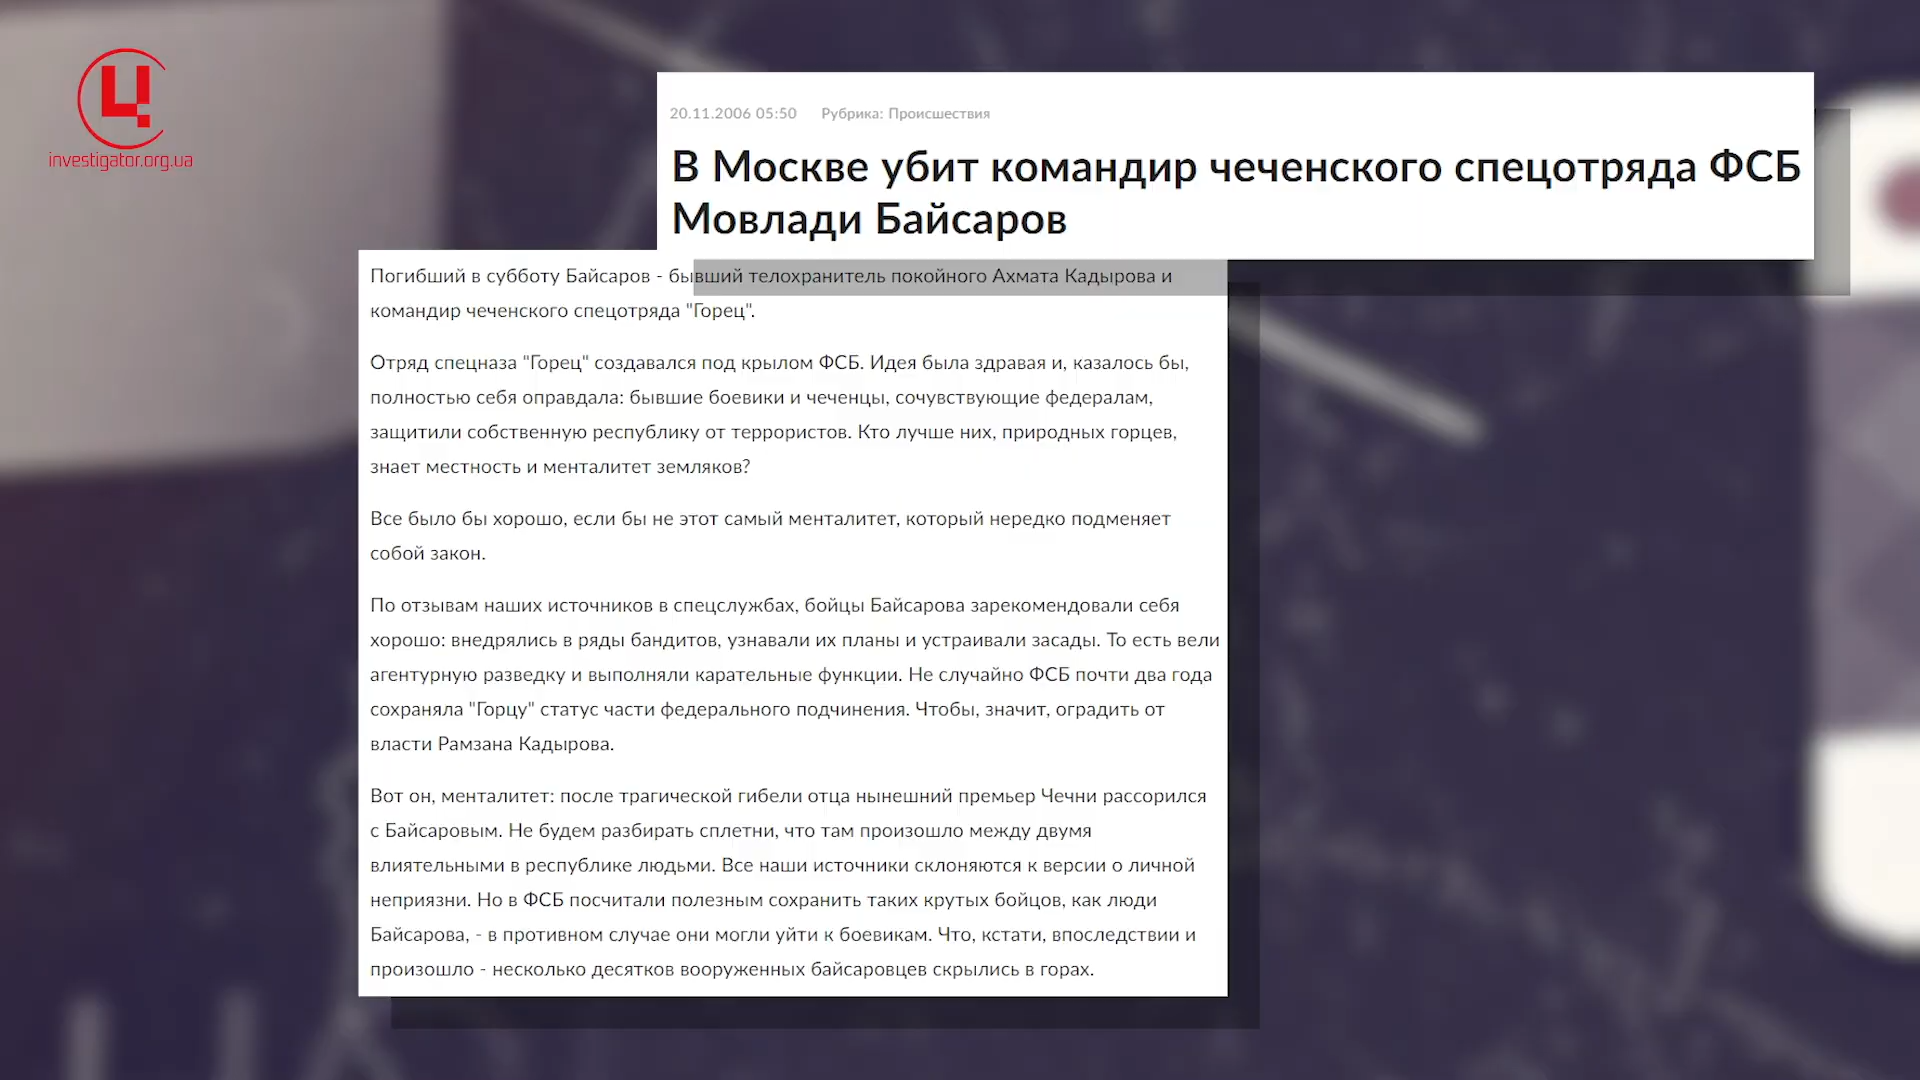 Ц
investigator.org.ua
20.11.2006 05:50 Рубрика: Происшествия
В Москве убит командир чеченского спецотряда ФСБ
Мовлади Байсаров
Погибший в субботу Байсаров - бывший телохранитель покойного Ахмата Кадырова и
командир чеченского спецотряда "Горец".
Отряд спецназа "Горец" создавался под крылом ФСБ. Идея была здравая и, казалось бы,
полностью себя оправдала: бывшие боевики и чеченцы, сочувствующие федералам,
защитили собственную республику от террористов. Кто лучше них, природных горцев,
знает местность и менталитет земляков?
Все было бы хорошо, если бы не этот самый менталитет, который нередко подменяет
собой закон.
По отзывам наших источников в спецслужбах, бойцы Байсарова зарекомендовали себя
хорошо: внедрялись в ряды бандитов, узнавали их планы и устраивали засады. То есть вели
агентурную разведку и выполняли карательные функции. Не случайно ФСБ почти два года
сохраняла "Горцу" статус части федерального подчинения. Чтобы, значит, оградить от
власти Рамзана Кадырова.
Вот он, менталитет: после трагической гибели отца нынешний премьер Чечни рассорился
с Байсаровым. Не будем разбирать сплетни, что там произошло между двумя
влиятельными в республике людьми. Все наши источники склоняются к версии о личной
неприязни. Но в ФСБ посчитали полезным сохранить таких крутых бойцов, как люди
Байсарова, - в противном случае они могли уйти к боевикам. Что, кстати, впоследствии и
произошло - несколько десятков вооруженных байсаровцев скрылись в горах.